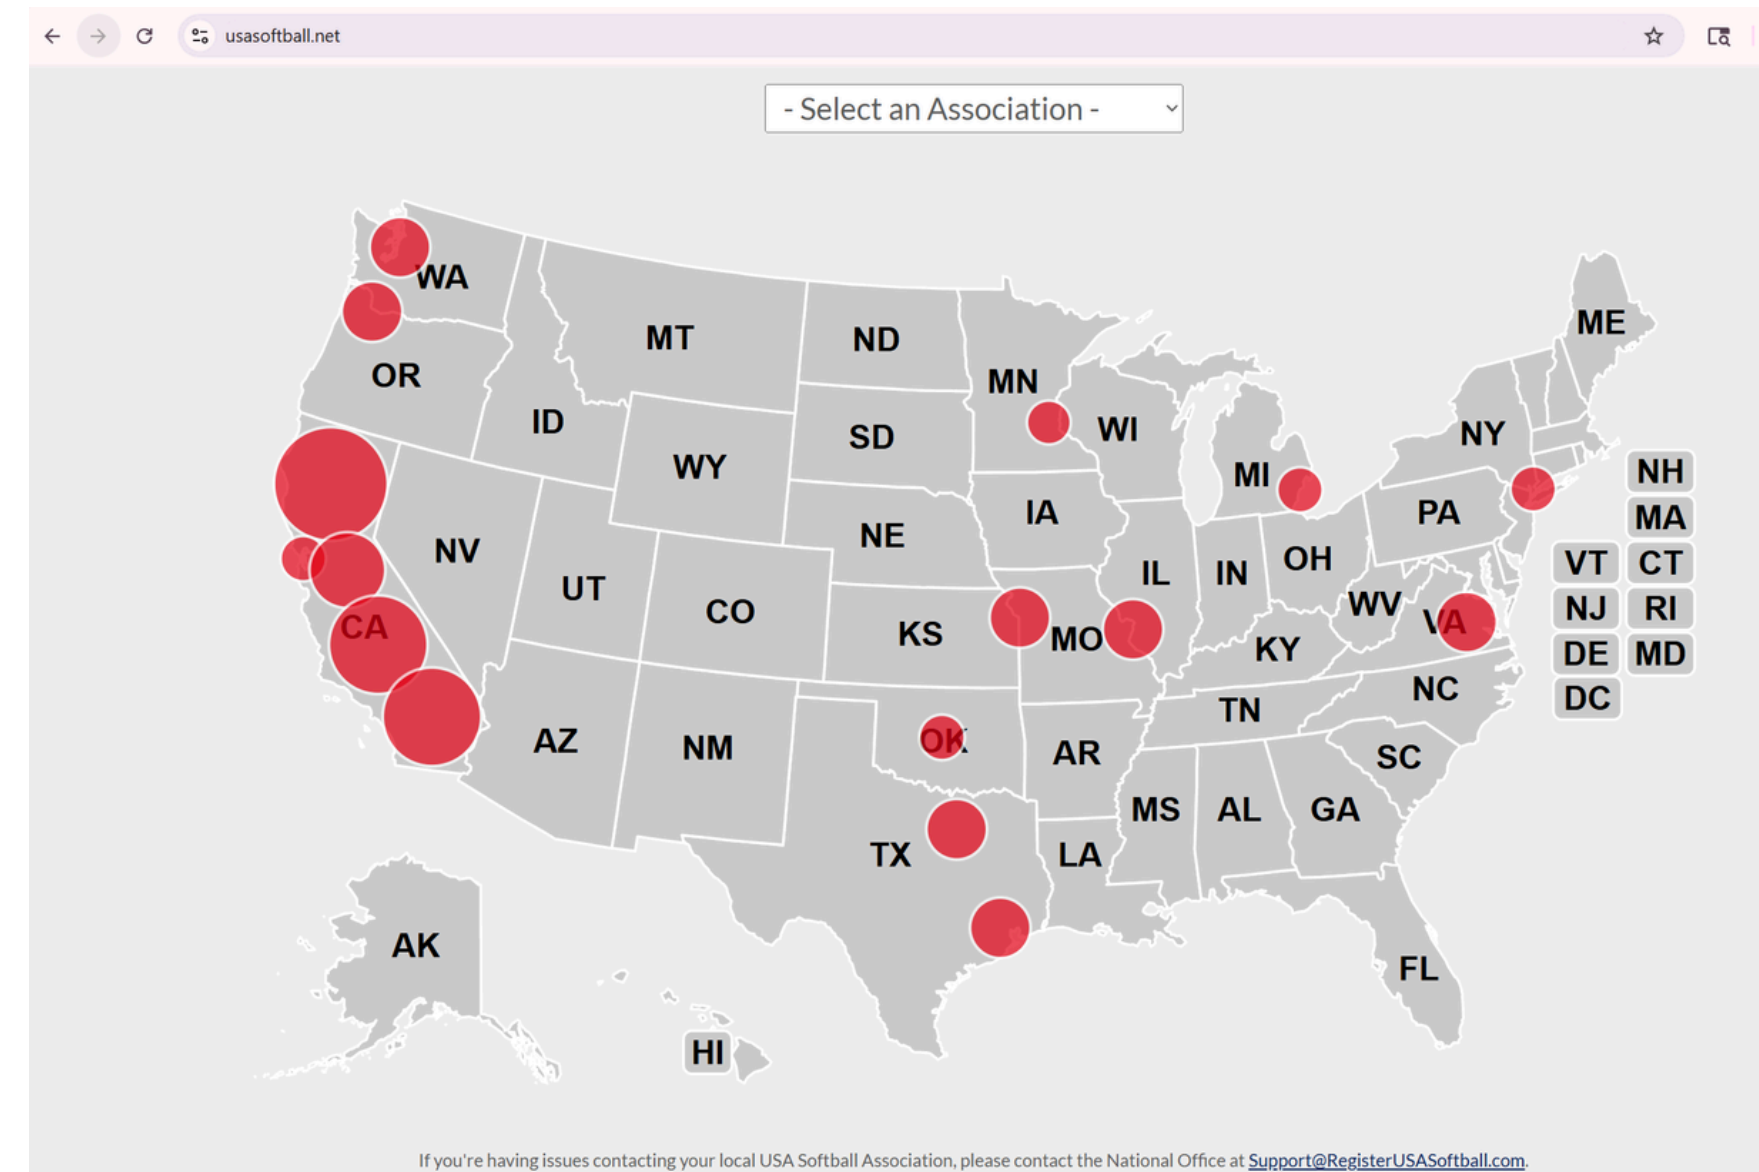 usasoftball.net
- Select an Association -
WA
MT
ND
ME
OR
MN
ID
SD
WI
NY
WY
MI
NH
IA
PA
MA
NE
NV
OH
VT
CT
IL
IN
UT
CO
WV
NJ
RI
CA
KS
MO
VA
KY
DE
MD
NC
DC
TN
AZ
NM
OK
AR
SC
MS
AL
GA
TX
LA
AK
FL
HI
If you're having issues contacting your local USA Softball Association, please contact the National Office at Support@RegisterUSASoftball.com.